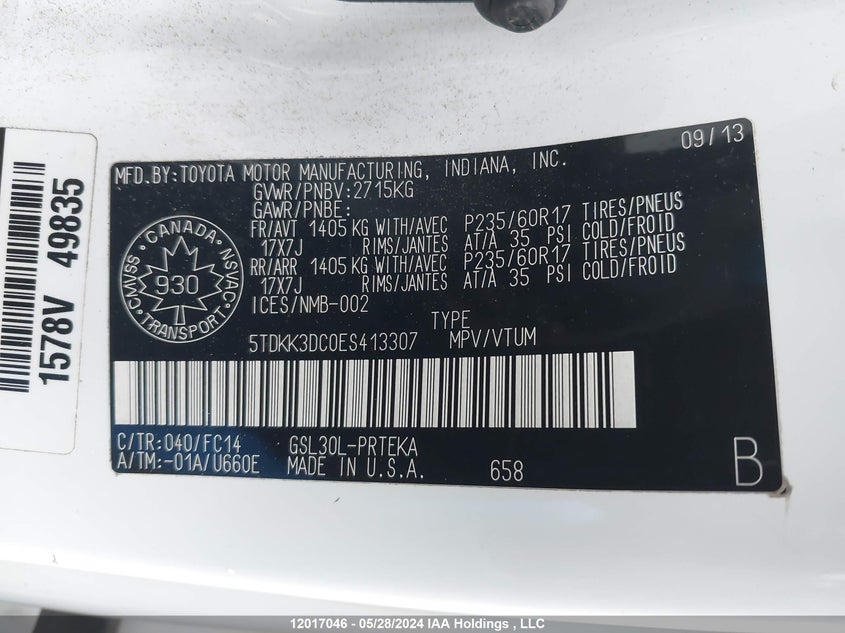 09/13
MFD.BY:TOYOTA MOTOR MANUFACTURING, INDIANA, INC.
GVWR/PNBV:2715KG
GAWR/PNBE:
FR/AVT 1405 KG WITH/AVEC P235/60R17 TIRES/PNEUS
17X7J RIMS/JANTES AT/A 35 PSI COLD/FROID
RR/ARR 1405 KG WITH/AVEC P235/60R17 TIRES/PNEUS
17X7J RIMS/JANTES AT/A 35 PSI COLD/FROID
ICES/NMB-002
CANADA
CMVSS 930 NSVAC
TRANSPORT
TYPE
5TDKK3DC0ES413307 MPV/VTUM
C/TR:040/FC14 GSL30L-PRTEKA
A/TM:-01A/U660E MADE IN U.S.A. 658 B
1578V 49835
12017046 - 05/28/2024 IAA Holdings , LLC